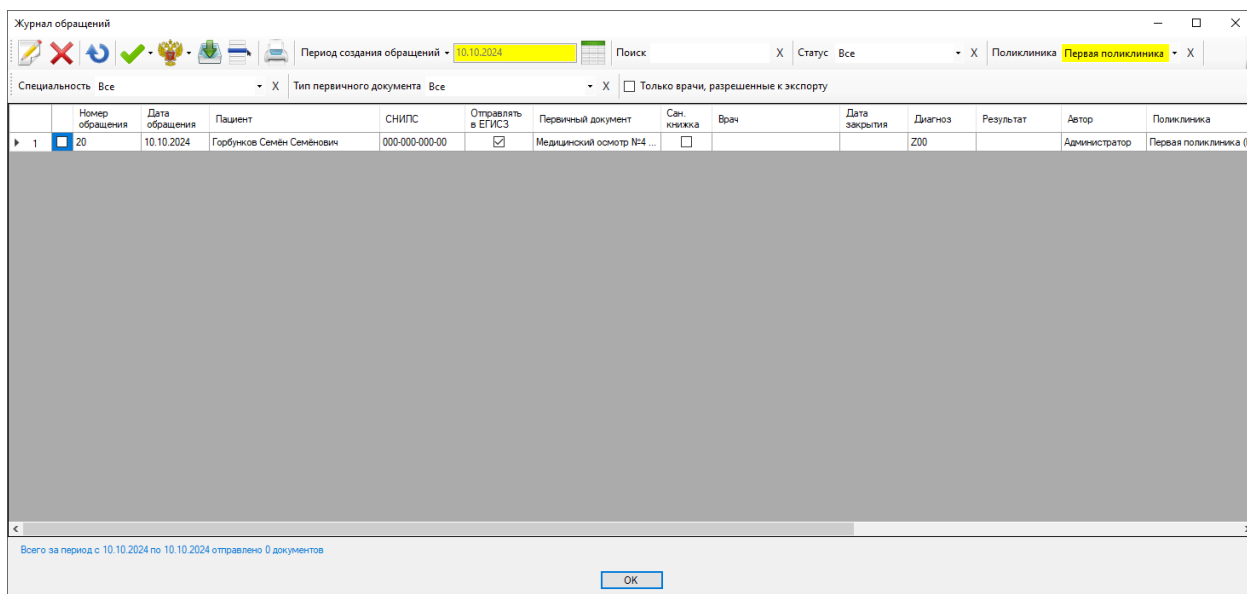 Журнал обращений
Период создания обращений 10.10.2024 Поиск X Статус Все X Поликлиника Первая поликлиника X
Специальность Все X Тип первичного документа Все X Только врачи, разрешенные к экспорту
Номер обращения Дата обращения Пациент СНИПС Отправлять в ЕГИСЗ Первичный документ Сан. книжка Врач Дата закрытия Диагноз Результат Автор Поликлиника
1 20 10.10.2024 Горбунков Семён Семёнович 000-000-000-00 Медицинский осмотр №4 ... Z00 Администратор Первая поликлиника (
Всего за период с 10.10.2024 по 10.10.2024 отправлено 0 документов
OK